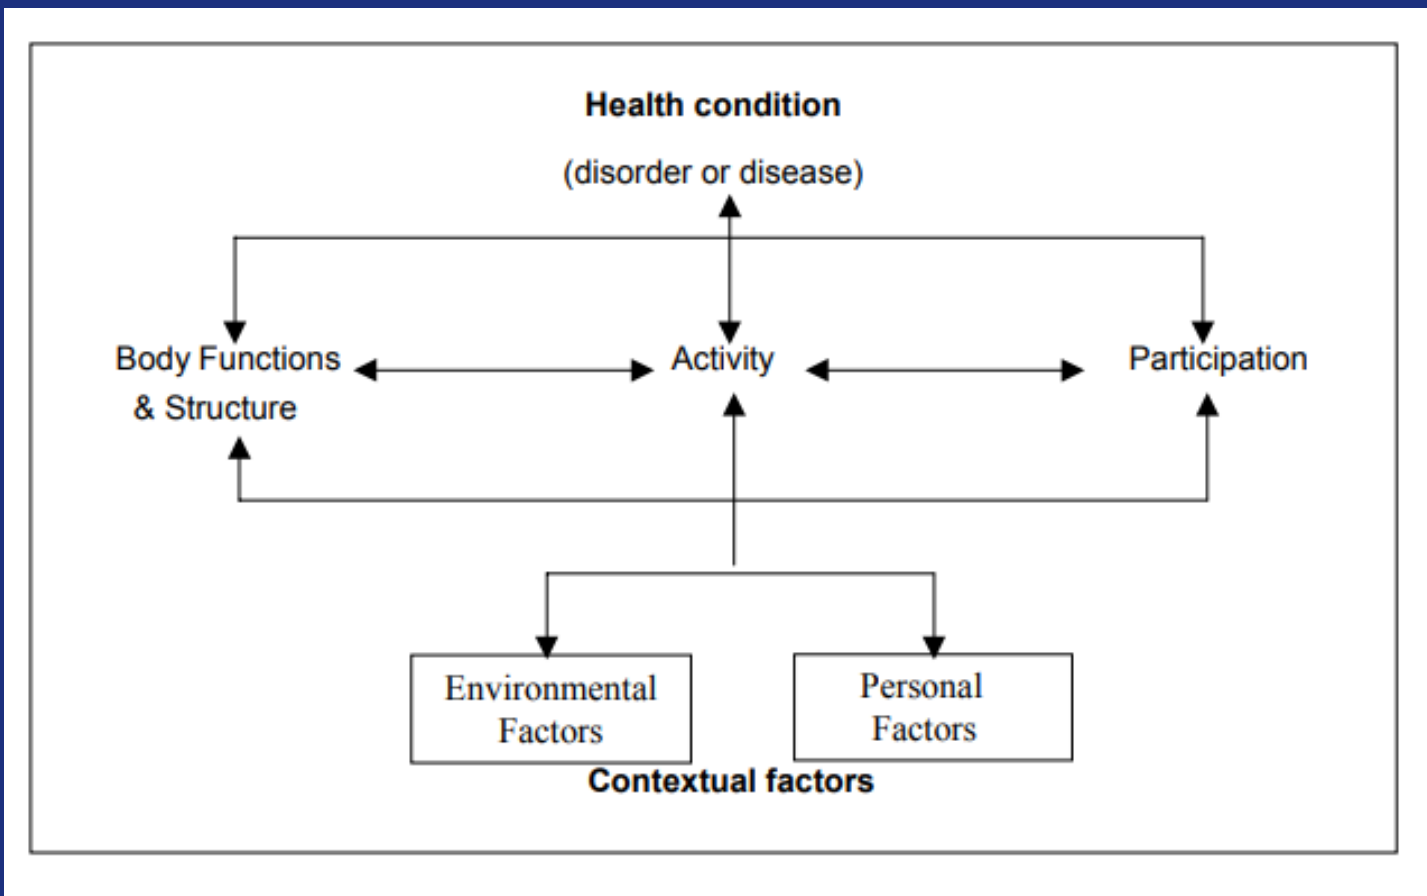 Health condition
(disorder or disease)
Body Functions
& Structure
Activity
Participation
Environmental
Factors
Personal
Factors
Contextual factors